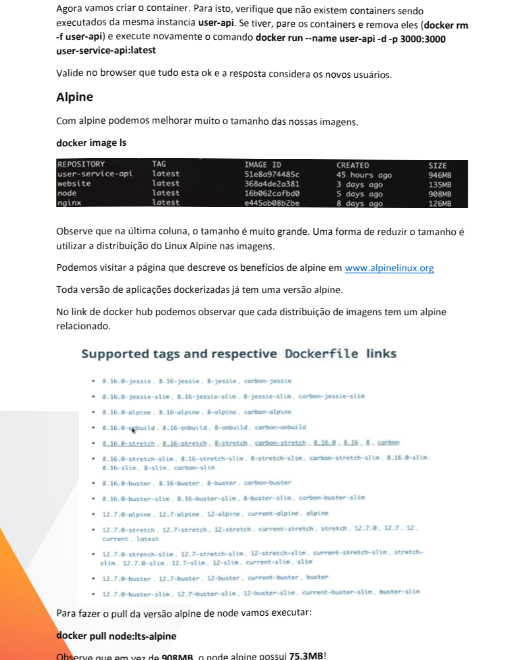 Agora vamos criar o container. Para isto, verifique que não existem containers sendo
executados da mesma instancia user-api. Se tiver, pare os containers e remova eles (docker rm
-f user-api) e execute novamente o comando docker run --name user-api -d -p 3000:3000
user-service-api:latest
Valide no browser que tudo esta ok e a resposta considera os novos usuários.
Alpine
Com alpine podemos melhorar muito o tamanho das nossas imagens.
docker image ls
REPOSITORY TAG IMAGE ID CREATED SIZE
user-service-api latest 51e8a974485c 45 hours ago 946MB
website latest 368a4de2a381 3 days ago 135MB
node latest 16b062cafbd0 5 days ago 908MB
nginx latest e445ab08b2be 8 days ago 126MB
Observe que na última coluna, o tamanho é muito grande. Uma forma de reduzir o tamanho é
utilizar a distribuição do Linux Alpine nas imagens.
Podemos visitar a página que descreve os benefícios de alpine em www.alpinelinux.org
Toda versão de aplicações dockerizadas já tem uma versão alpine.
No link de docker hub podemos observar que cada distribuição de imagens tem um alpine
relacionado.
Supported tags and respective Dockerfile links
• 8.16.0-jessie, 8.16-jessie, 8-jessie, carbon-jessie
• 8.16.0-jessie-slim, 8.16-jessie-slim, 8-jessie-slim, carbon-jessie-slim
• 8.16.0-alpine, 8.16-alpine, 8-alpine, carbon-alpine
• 8.16.0-onbuild, 8.16-onbuild, 8-onbuild, carbon-onbuild
• 8.16.0-stretch, 8.16-stretch, 8-stretch, carbon-stretch, 8.16.0, 8.16, 8, carbon
• 8.16.0-stretch-slim, 8.16-stretch-slim, 8-stretch-slim, carbon-stretch-slim, 8.16.0-slim,
8.16-slim, 8-slim, carbon-slim
• 8.16.0-buster, 8.16-buster, 8-buster, carbon-buster
• 8.16.0-buster-slim, 8.16-buster-slim, 8-buster-slim, carbon-buster-slim
• 12.7.0-alpine, 12.7-alpine, 12-alpine, current-alpine, alpine
• 12.7.0-stretch, 12.7-stretch, 12-stretch, current-stretch, stretch, 12.7.0, 12.7, 12,
current, latest
• 12.7.0-stretch-slim, 12.7-stretch-slim, 12-stretch-slim, current-stretch-slim, stretch-
slim, 12.7.0-slim, 12.7-slim, 12-slim, current-slim, slim
• 12.7.0-buster, 12.7-buster, 12-buster, current-buster, buster
• 12.7.0-buster-slim, 12.7-buster-slim, 12-buster-slim, current-buster-slim, buster-slim
Para fazer o pull da versão alpine de node vamos executar:
docker pull node:lts-alpine
Observe que em vez de 908MB, o node alpine possui 75.3MB!